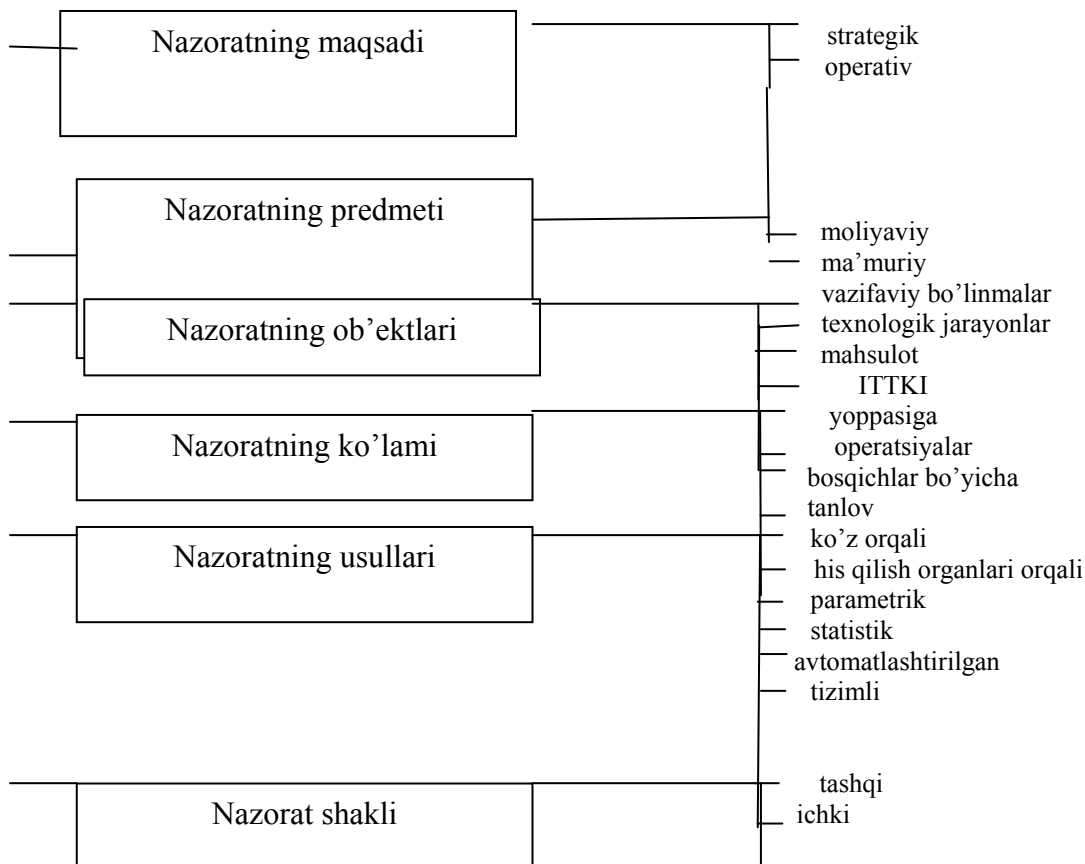 Nazoratning maqsadi
strategik
operativ
Nazoratning predmeti
moliyaviy
ma’muriy
vazifaviy bo’linmalar
Nazoratning ob’ektlari
texnologik jarayonlar
mahsulot
ITTKI
yoppasiga
Nazoratning ko’lami
operatsiyalar
bosqichlar bo’yicha
tanlov
ko’z orqali
Nazoratning usullari
his qilish organlari orqali
parametrik
statistik
avtomatlashtirilgan
tizimli
tashqi
Nazorat shakli
ichki